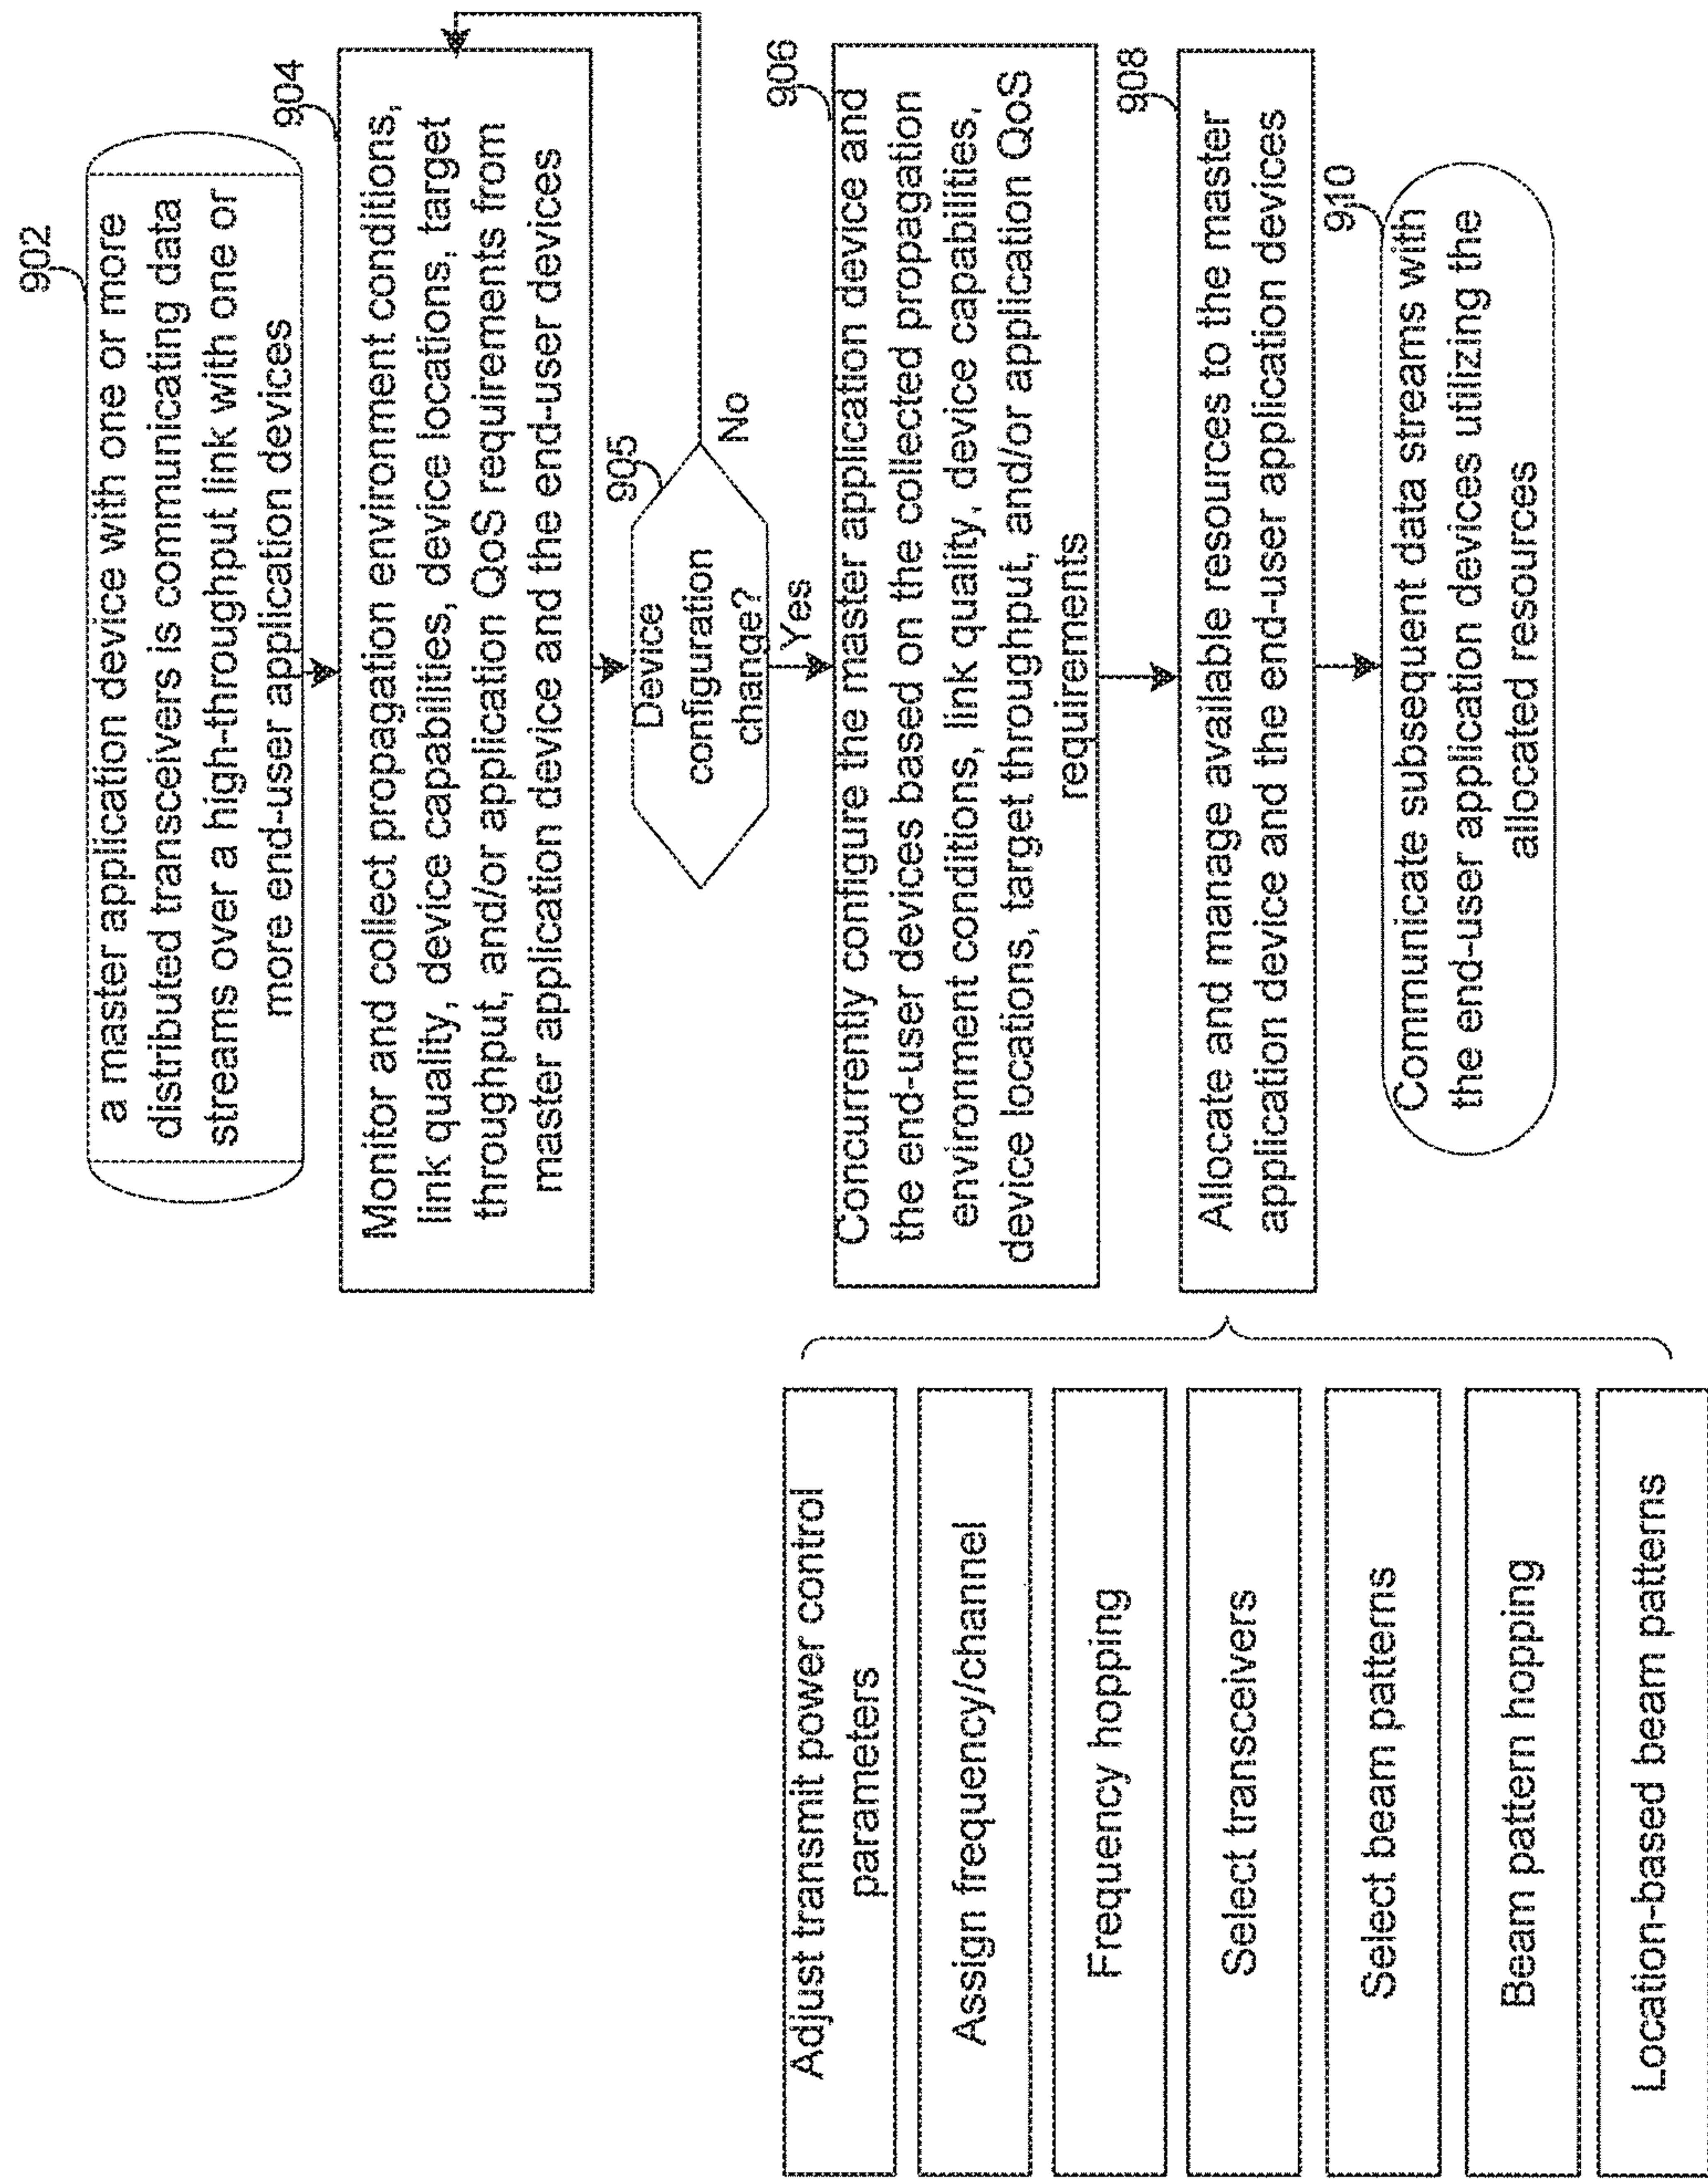 902
a master application device with one or more
distributed transceivers is communicating data
streams over a high-throughput link with one or
more end-user application devices
904
Monitor and collect propagation environment conditions,
link quality, device capabilities, device locations, target
throughput, and/or application QoS requirements from
master application device and the end-user devices
905
Device
configuration
change?
No
Yes
906
Concurrently configure the master application device and
the end-user devices based on the collected propagation
environment conditions, link quality, device capabilities,
device locations, target throughput, and/or application QoS
requirements
908
Allocate and manage available resources to the master
application device and the end-user application devices
910
Communicate subsequent data streams with
the end-user application devices utilizing the
allocated resources
Adjust transmit power control
parameters
Assign frequency/channel
Frequency hopping
Select transceivers
Select beam patterns
Beam pattern hopping
Location-based beam patterns